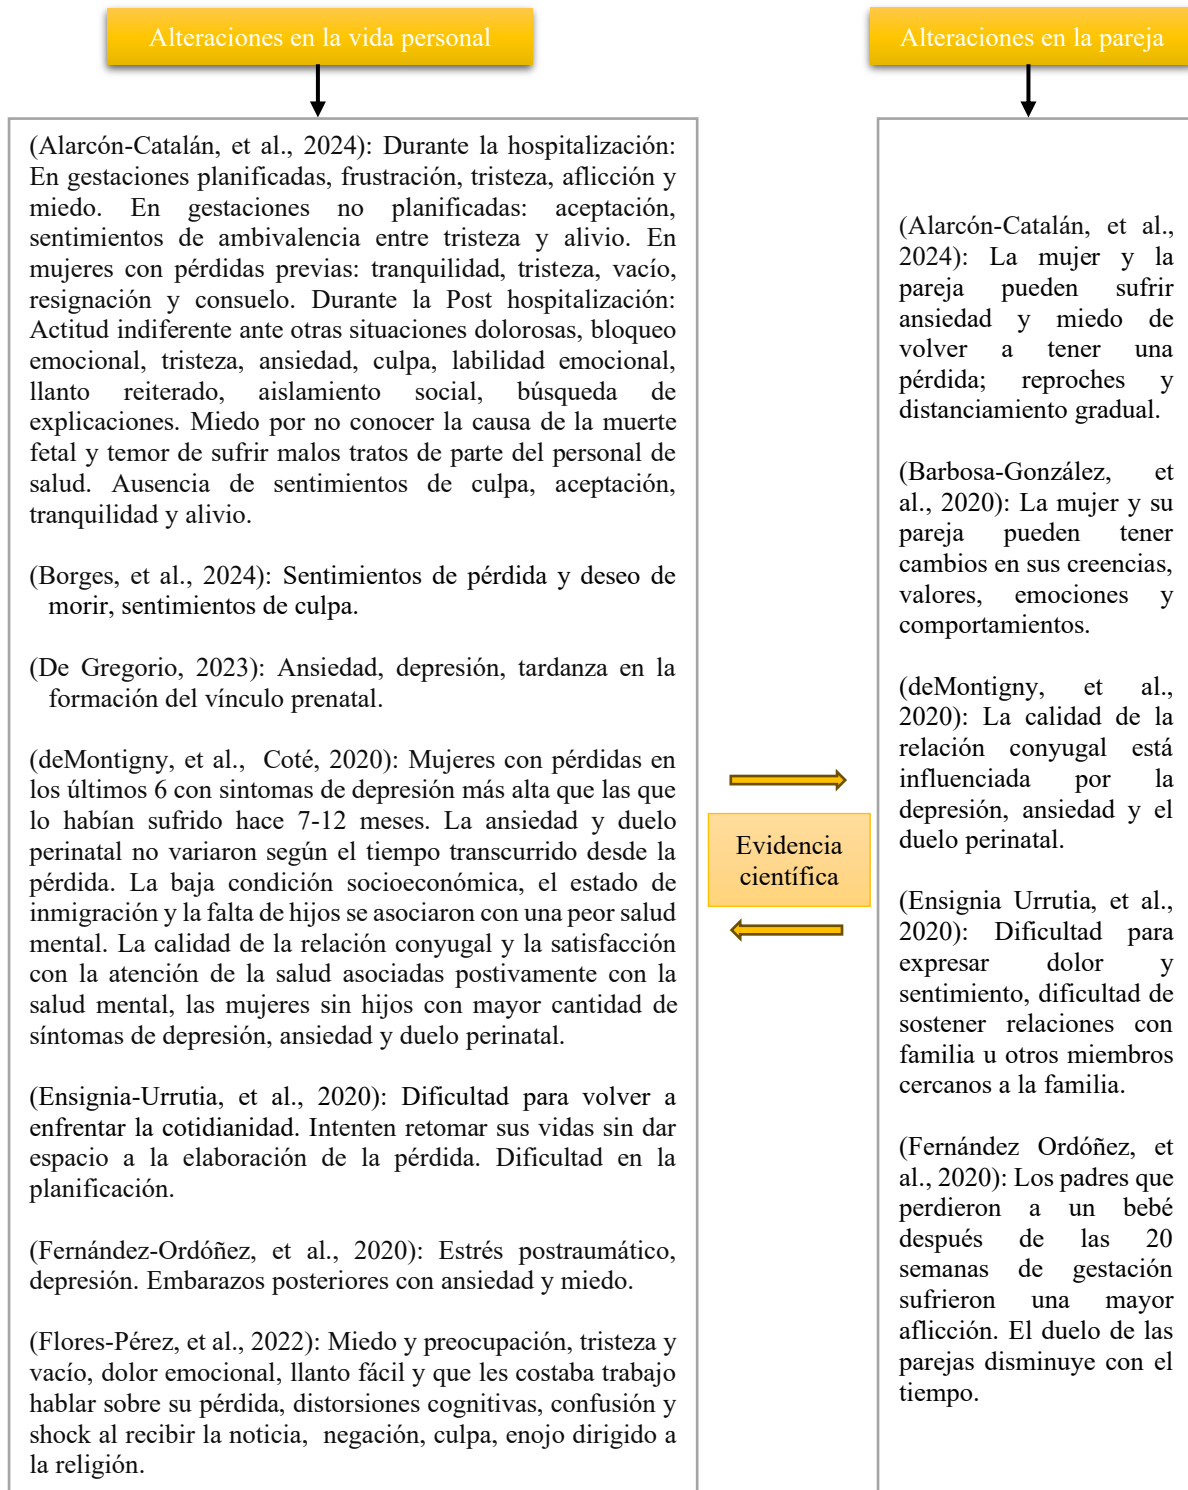 Alteraciones en la vida personal
(Alarcón-Catalán, et al., 2024): Durante la hospitalización:
En gestaciones planificadas, frustración, tristeza, aflicción y
miedo. En gestaciones no planificadas: aceptación,
sentimientos de ambivalencia entre tristeza y alivio. En
mujeres con pérdidas previas: tranquilidad, tristeza, vacío,
resignación y consuelo. Durante la Post hospitalización:
Actitud indiferente ante otras situaciones dolorosas, bloqueo
emocional, tristeza, ansiedad, culpa, labilidad emocional,
llanto reiterado, aislamiento social, búsqueda de
explicaciones. Miedo por no conocer la causa de la muerte
fetal y temor de sufrir malos tratos de parte del personal de
salud. Ausencia de sentimientos de culpa, aceptación,
tranquilidad y alivio.
(Borges, et al., 2024): Sentimientos de pérdida y deseo de
morir, sentimientos de culpa.
(De Gregorio, 2023): Ansiedad, depresión, tardanza en la
formación del vínculo prenatal.
(deMontigny, et al., Coté, 2020): Mujeres con pérdidas en
los últimos 6 con sintomas de depresión más alta que las que
lo habían sufrido hace 7-12 meses. La ansiedad y duelo
perinatal no variaron según el tiempo transcurrido desde la
pérdida. La baja condición socioeconómica, el estado de
inmigración y la falta de hijos se asociaron con una peor salud
mental. La calidad de la relación conyugal y la satisfacción
con la atención de la salud asociadas postivamente con la
salud mental, las mujeres sin hijos con mayor cantidad de
síntomas de depresión, ansiedad y duelo perinatal.
(Ensignia-Urrutia, et al., 2020): Dificultad para volver a
enfrentar la cotidianidad. Intenten retomar sus vidas sin dar
espacio a la elaboración de la pérdida. Dificultad en la
planificación.
(Fernández-Ordóñez, et al., 2020): Estrés postraumático,
depresión. Embarazos posteriores con ansiedad y miedo.
(Flores-Pérez, et al., 2022): Miedo y preocupación, tristeza y
vacío, dolor emocional, llanto fácil y que les costaba trabajo
hablar sobre su pérdida, distorsiones cognitivas, confusión y
shock al recibir la noticia, negación, culpa, enojo dirigido a
la religión.
Evidencia
científica
Alteraciones en la pareja
(Alarcón-Catalán, et al.,
2024): La mujer y la
pareja pueden sufrir
ansiedad y miedo de
volver a tener una
pérdida; reproches y
distanciamiento gradual.
(Barbosa-González, et
al., 2020): La mujer y su
pareja pueden tener
cambios en sus creencias,
valores, emociones y
comportamientos.
(deMontigny, et al.,
2020): La calidad de la
relación conyugal está
influenciada por la
depresión, ansiedad y el
duelo perinatal.
(Ensignia Urrutia, et al.,
2020): Dificultad para
expresar dolor y
sentimiento, dificultad de
sostener relaciones con
familia u otros miembros
cercanos a la familia.
(Fernández Ordóñez, et
al., 2020): Los padres que
perdieron a un bebé
después de las 20
semanas de gestación
sufrieron una mayor
aflicción. El duelo de las
parejas disminuye con el
tiempo.